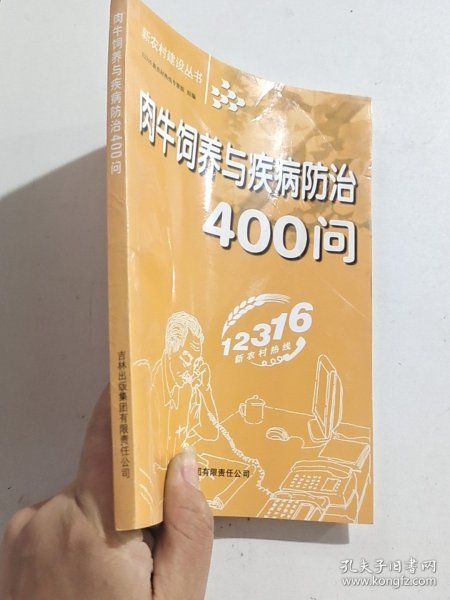 肉牛饲养与疾病防治400问
吉林出版集团有限责任公司
新农村建设丛书
肉牛饲养与疾病防治
400问
12316
新农村热线
团有限责任公司
孔夫子旧书网
www.kongfz.com